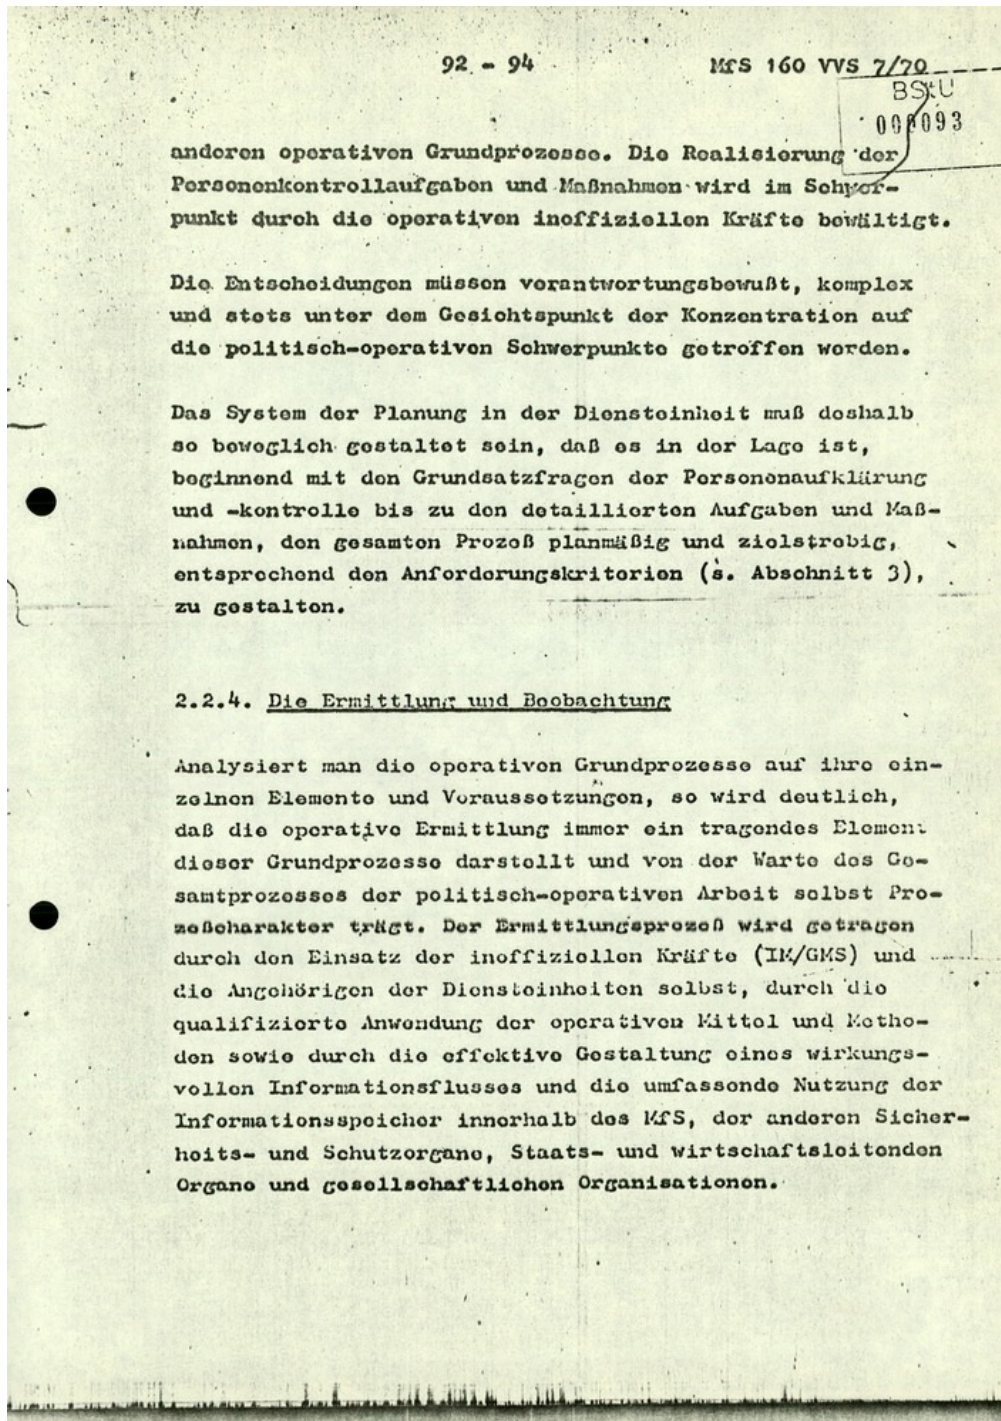 92 - 94 MfS 160 VVS 7/70
BStU
000093
anderen operativen Grundprozesse. Die Realisierung der
Personenkontrollaufgaben und Maßnahmen wird im Schwer-
punkt durch die operativen inoffiziellen Kräfte bewältigt.
Die Entscheidungen müssen verantwortungsbewußt, komplex
und stets unter dem Gesichtspunkt der Konzentration auf
die politisch-operativen Schwerpunkte getroffen werden.
Das System der Planung in der Diensteinheit muß deshalb
so beweglich gestaltet sein, daß es in der Lage ist,
beginnend mit den Grundsatzfragen der Personenaufklärung
und -kontrolle bis zu den detaillierten Aufgaben und Maß-
nahmen, den gesamten Prozeß planmäßig und zielstrebig,
entsprechend den Anforderungskriterien (s. Abschnitt 3),
zu gestalten.
2.2.4. Die Ermittlung und Beobachtung
Analysiert man die operativen Grundprozesse auf ihre ein-
zelnen Elemente und Voraussetzungen, so wird deutlich,
daß die operative Ermittlung immer ein tragendes Element
dieser Grundprozesse darstellt und von der Warte des Ge-
samtprozesses der politisch-operativen Arbeit selbst Pro-
zeßcharakter trägt. Der Ermittlungsprozeß wird getragen
durch den Einsatz der inoffiziellen Kräfte (IM/GMS) und
die Angehörigen der Diensteinheiten selbst, durch die
qualifizierte Anwendung der operativen Mittel und Metho-
den sowie durch die effektive Gestaltung eines wirkungs-
vollen Informationsflusses und die umfassende Nutzung der
Informationsspeicher innerhalb des MfS, der anderen Sicher-
heits- und Schutzorgane, Staats- und wirtschaftsleitenden
Organe und gesellschaftlichen Organisationen.